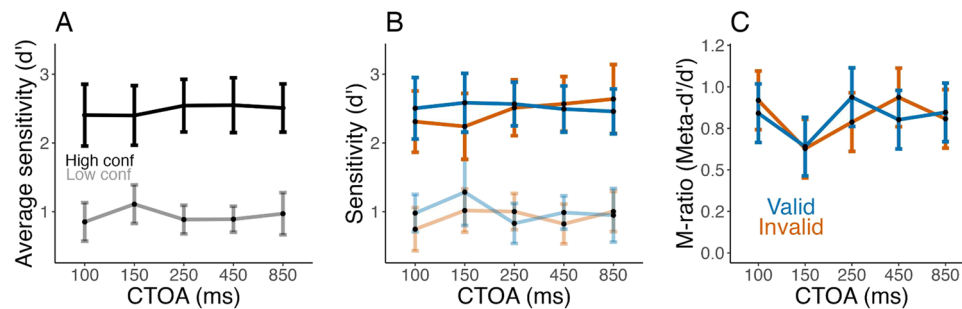 A
Average sensitivity (d')
3
2
1
High conf
Low conf
100 150 250 450 850
CTOA (ms)
B
Sensitivity (d')
3
2
1
100 150 250 450 850
CTOA (ms)
C
M-ratio (Meta-d'/d')
1.2
1.0
0.8
0.5
0.2
0.0
Valid
Invalid
100 150 250 450 850
CTOA (ms)